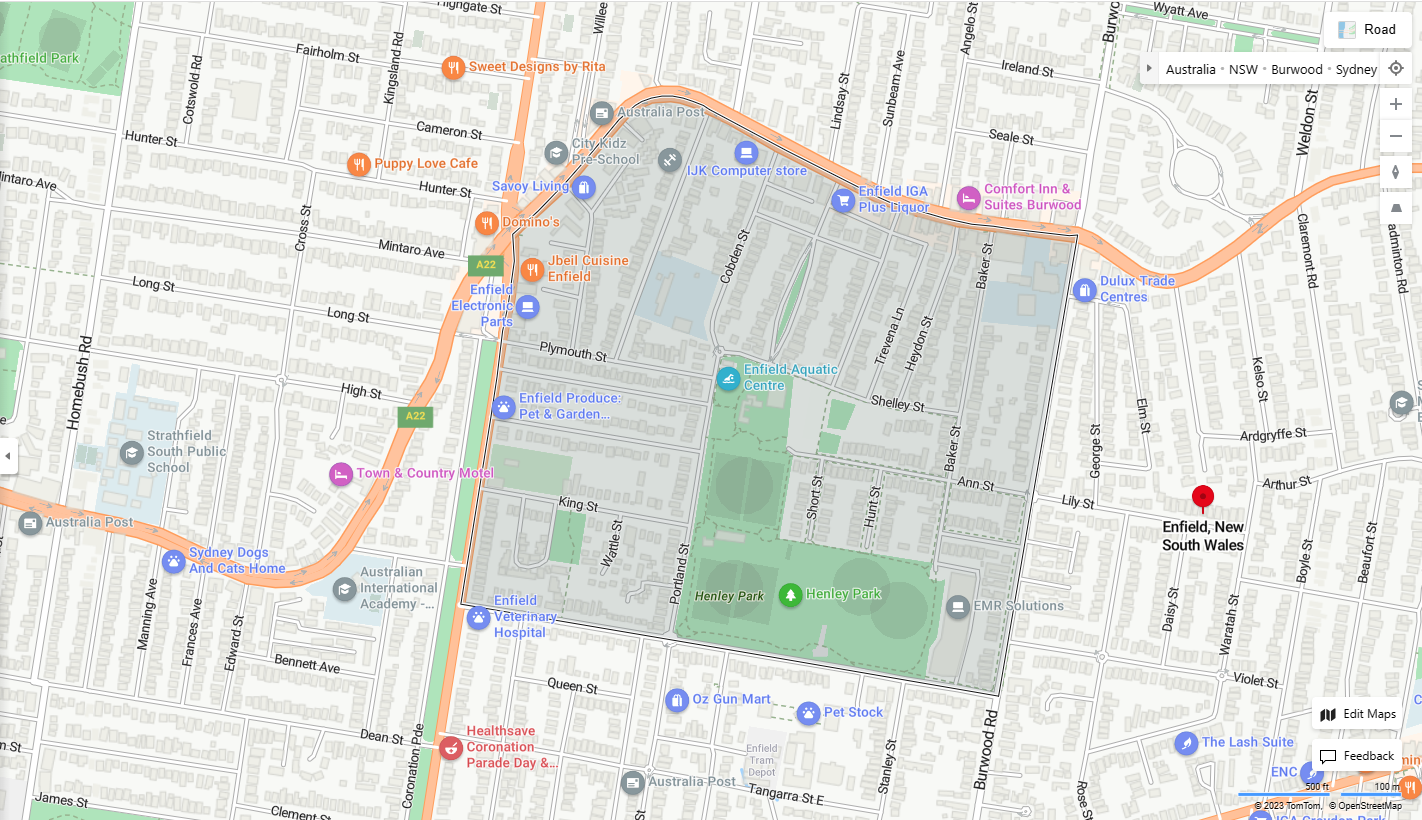 Highgate St
Wyatt Ave
Road
Australia • NSW • Burwood • Sydney
athfield Park
Fairholm St
Cotswold Rd
Kingsland Rd
Sweet Designs by Rita
Angelo St
Ireland St
Lindsay St
Sunbeam Ave
Weldon St
Australia Post
Hunter St
Cameron St
Seale St
City Kidz
Pre-School
Puppy Love Cafe
IJK Computer store
Mintaro Ave
Hunter St
Savoy Living
Enfield IGA
Plus Liquor
Comfort Inn &
Suites Burwood
Cross St
Domino's
Mintaro Ave
Cobden St
Baker St
Claremont Rd
adminton Rd
A22
Jbeil Cuisine
Enfield
Long St
Enfield
Electronic
Parts
Dulux Trade
Centres
Long St
Plymouth St
Trevena Ln
Heydon St
Homebush Rd
High St
Enfield Aquatic
Centre
Kelso St
Elm St
A22
Enfield Produce:
Pet & Garden...
Shelley St
Strathfield
South Public
School
Baker St
George St
Ardgryffe St
Town & Country Motel
Ann St
Arthur St
King St
Short St
Hunt St
Lily St
Australia Post
Enfield, New
South Wales
Sydney Dogs
And Cats Home
Wattle St
Portland St
Boyle St
Beaufort St
Australian
International
Academy -...
Henley Park
Henley Park
EMR Solutions
Manning Ave
Frances Ave
Edward St
Enfield
Veterinary
Hospital
Daisy St
Waratah St
Bennett Ave
Queen St
Violet St
Oz Gun Mart
Pet Stock
Edit Maps
Burwood Rd
Stanley St
Dean St
Healthsave
Coronation
Parade Day &...
Coronation Pde
Enfield
Tram
Depot
The Lash Suite
Feedback
Australia Post
ENC
Tangarra St E
Rose St
500 ft
100 m
James St
Clement St
© 2023 TomTom, © OpenStreetMap
IGA Croydon Park